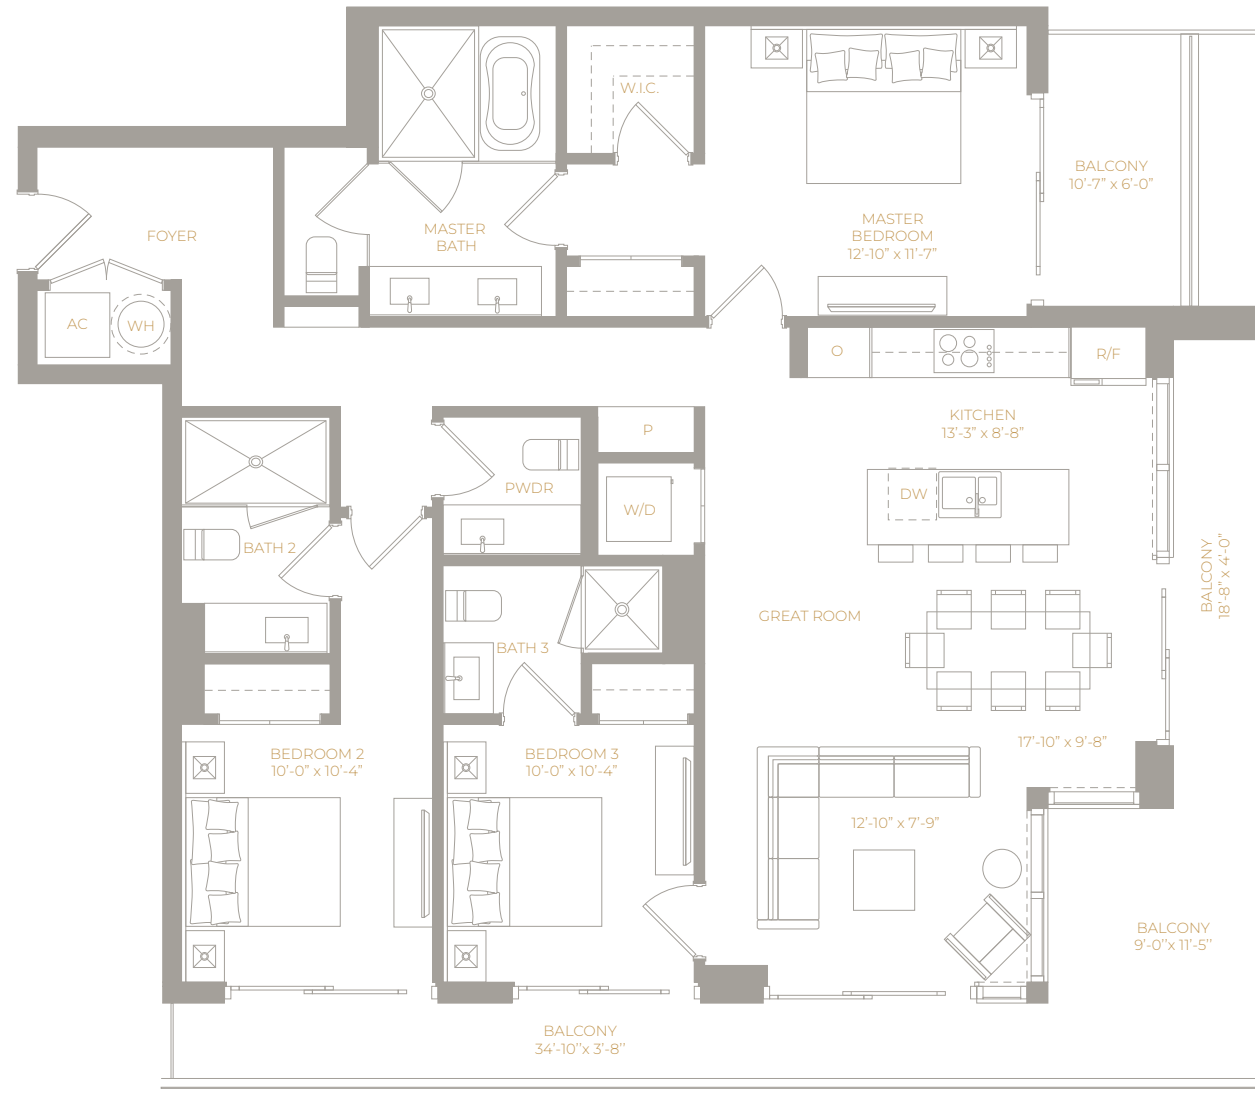 W.I.C.
BALCONY
10'-7" x 6'-0"
MASTER
BEDROOM
12'-10" x 11'-7"
MASTER
BATH
FOYER
AC
WH
O
R/F
KITCHEN
13'-3" x 8'-8"
P
PWDR
W/D
DW
BATH 2
BALCONY
18'-8" x 4'-0"
GREAT ROOM
BATH 3
17'-10" x 9'-8"
BEDROOM 2
10'-0" x 10'-4"
BEDROOM 3
10'-0" x 10'-4"
12'-10" x 7'-9"
BALCONY
9'-0"x 11'-5"
BALCONY
34'-10"x 3'-8"